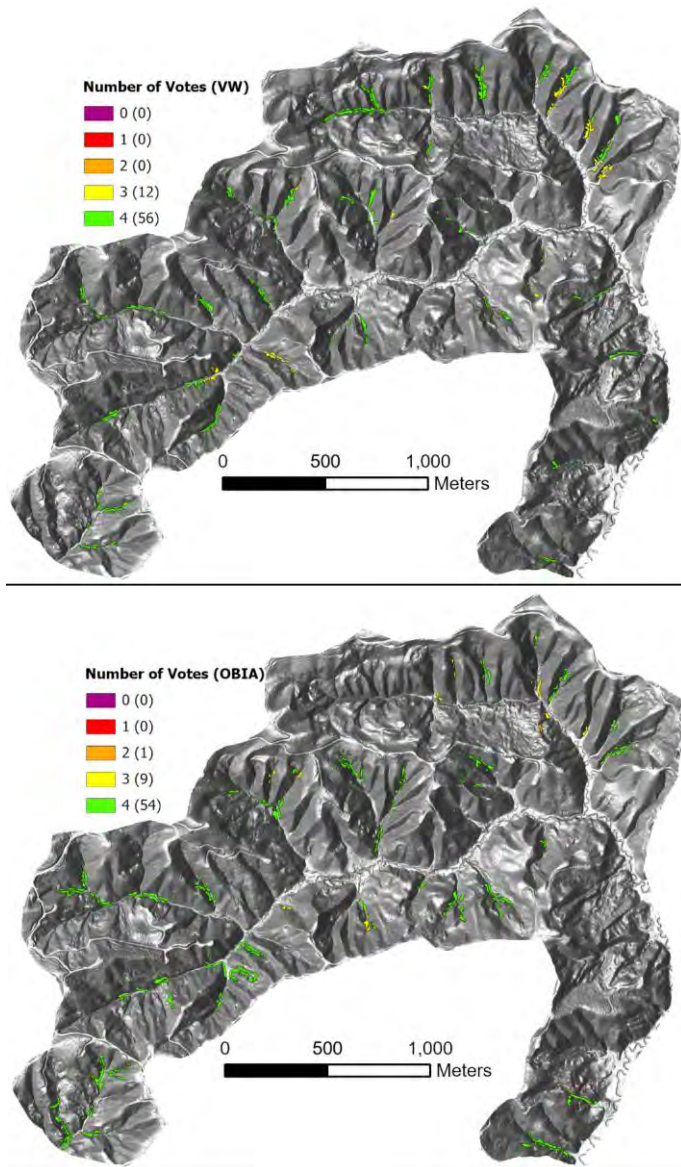 Number of Votes (VW)
0 (0)
1 (0)
2 (0)
3 (12)
4 (56)
0 500 1,000
Meters
Number of Votes (OBIA)
0 (0)
1 (0)
2 (1)
3 (9)
4 (54)
0 500 1,000
Meters